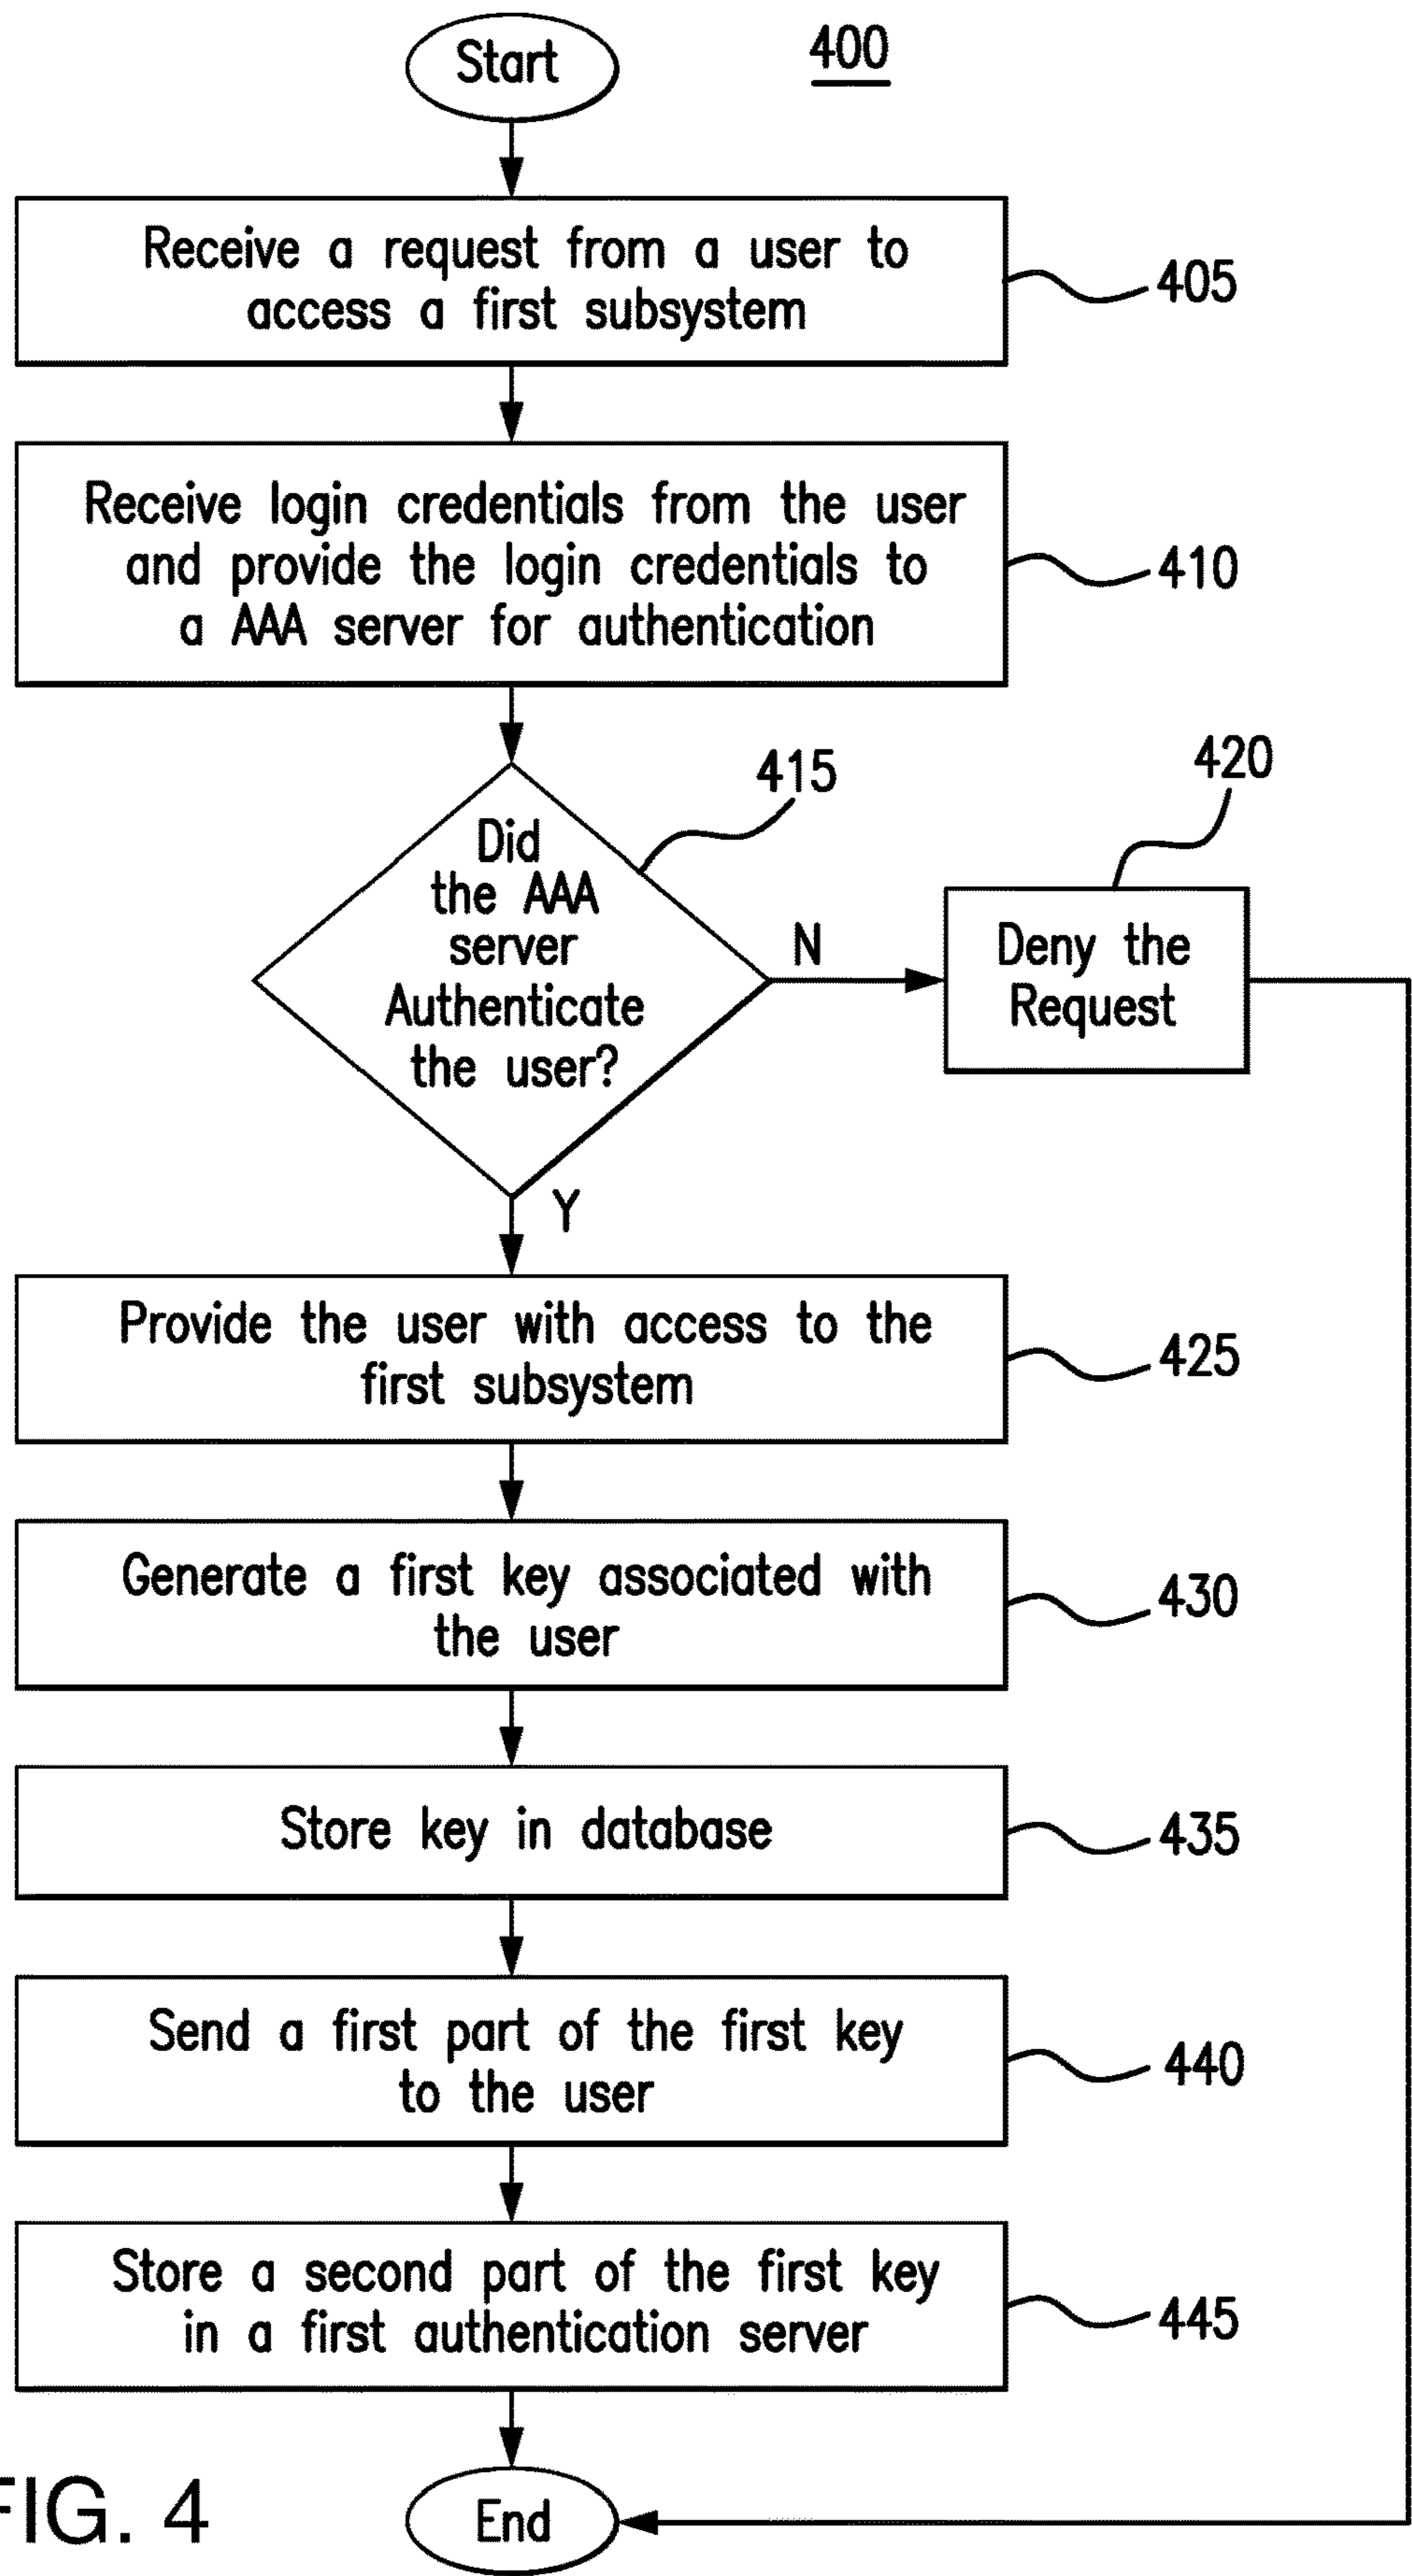 Start
400
Receive a request from a user to
access a first subsystem
405
Receive login credentials from the user
and provide the login credentials to
a AAA server for authentication
410
415
420
Did
the AAA
server
Authenticate
the user?
N
Deny the
Request
Y
Provide the user with access to the
first subsystem
425
Generate a first key associated with
the user
430
Store key in database
435
Send a first part of the first key
to the user
440
Store a second part of the first key
in a first authentication server
445
FIG. 4
End